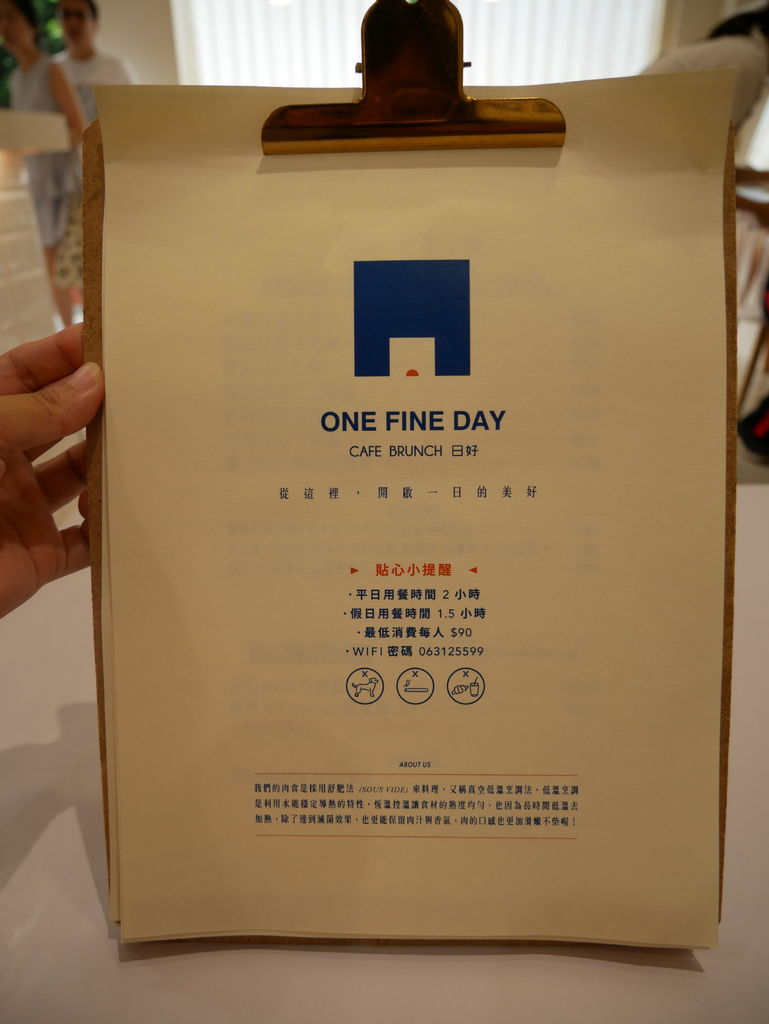 ONE FINE DAY
CAFE BRUNCH 日好
從這裡，開啟一日的美好
► 貼心小提醒 ◄
·平日用餐時間 2 小時
·假日用餐時間 1.5 小時
·最低消費每人 $90
·WIFI 密碼 063125599
ABOUT US
我們的肉食是採用舒肥法 (SOUS VIDE) 來料理，又稱真空低溫烹調法。低溫烹調
是利用水能穩定導熱的特性，恆溫控溫讓食材的熟度均勻，也因為長時間低溫去
加熱，除了達到滅菌效果，也更能保留肉汁與香氣，肉的口感也更加滑嫩不柴喔！